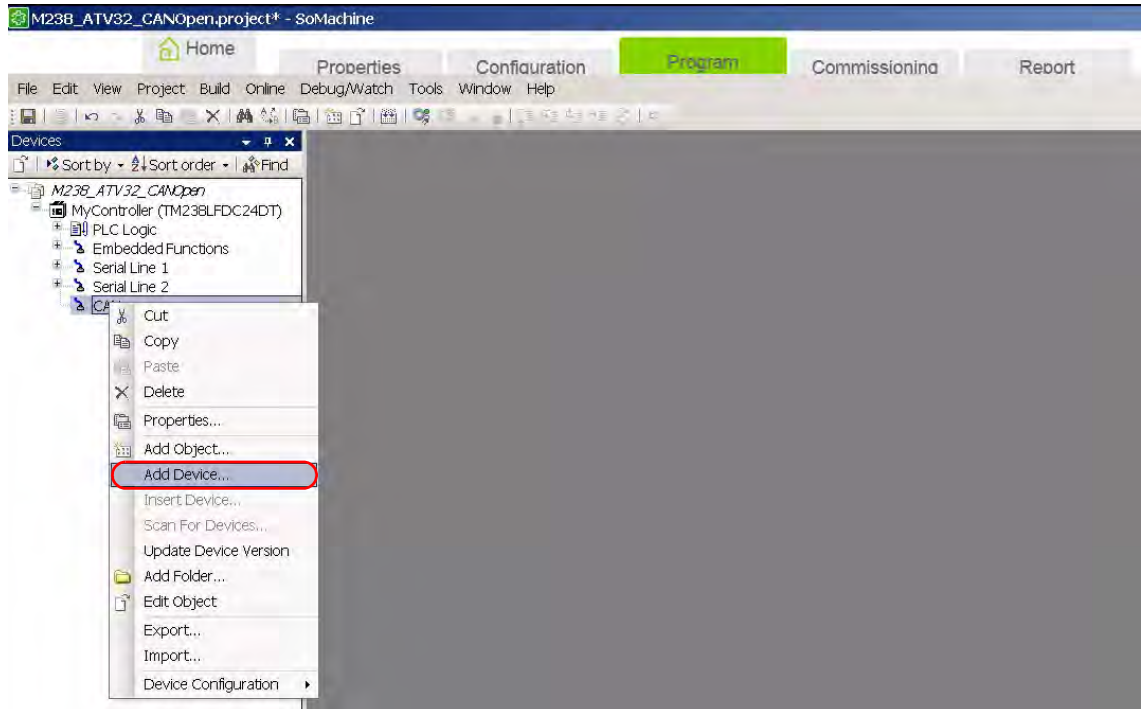 M238_ATV32_CANOpen.project* - SoMachine
Home
Properties
Configuration
Program
Commissioning
Report
File Edit View Project Build Online Debug/Watch Tools Window Help
Devices
Sort by Sort order Find
M238_ATV32_CANOpen
MyController (TM238LFDC24DT)
PLC Logic
Embedded Functions
Serial Line 1
Serial Line 2
Cut
Copy
Paste
Delete
Properties...
Add Object...
Add Device...
Insert Device...
Scan For Devices...
Update Device Version
Add Folder...
Edit Object
Export...
Import...
Device Configuration